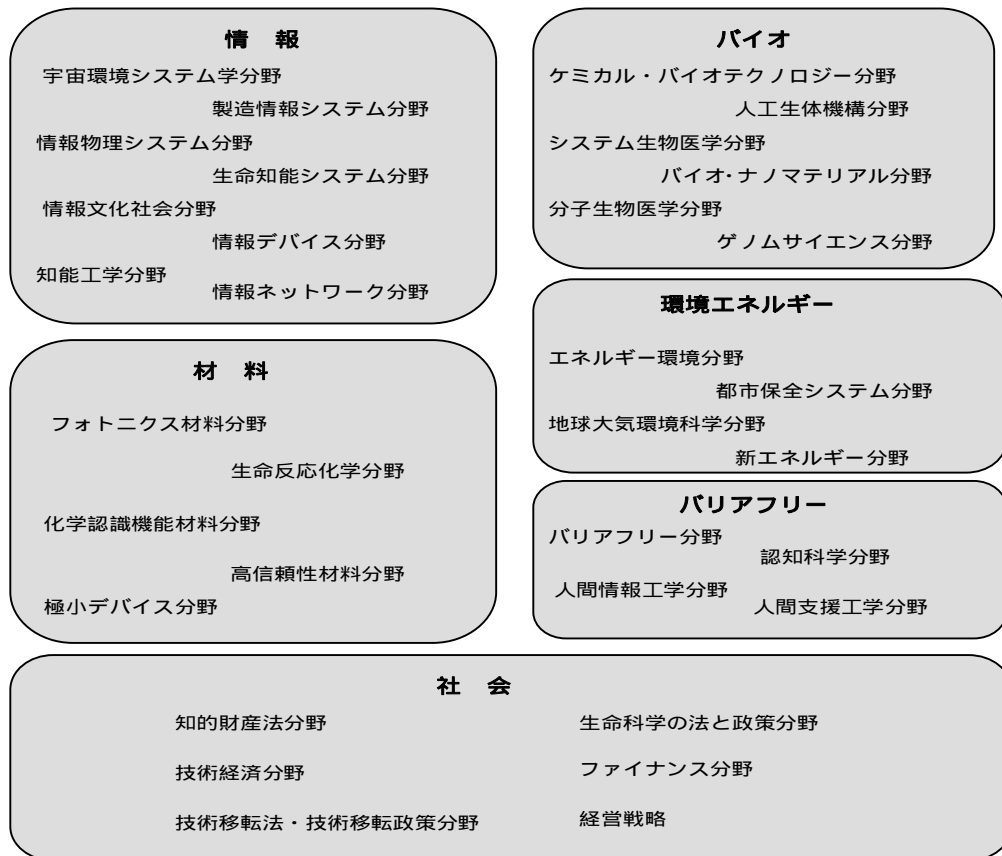 情 報
宇宙環境システム学分野
製造情報システム分野
情報物理システム分野
生命知能システム分野
情報文化社会分野
情報デバイス分野
知能工学分野
情報ネットワーク分野
バイオ
ケミカル・バイオテクノロジー分野
人工生体機構分野
システム生物医学分野
バイオ・ナノマテリアル分野
分子生物医学分野
ゲノムサイエンス分野
材 料
フォトニクス材料分野
生命反応化学分野
化学認識機能材料分野
高信頼性材料分野
極小デバイス分野
環境エネルギー
エネルギー環境分野
都市保全システム分野
地球大気環境科学分野
新エネルギー分野
バリアフリー
バリアフリー分野
認知科学分野
人間情報工学分野
人間支援工学分野
社 会
知的財産法分野
生命科学の法と政策分野
技術経済分野
ファイナンス分野
技術移転法・技術移転政策分野
経営戦略